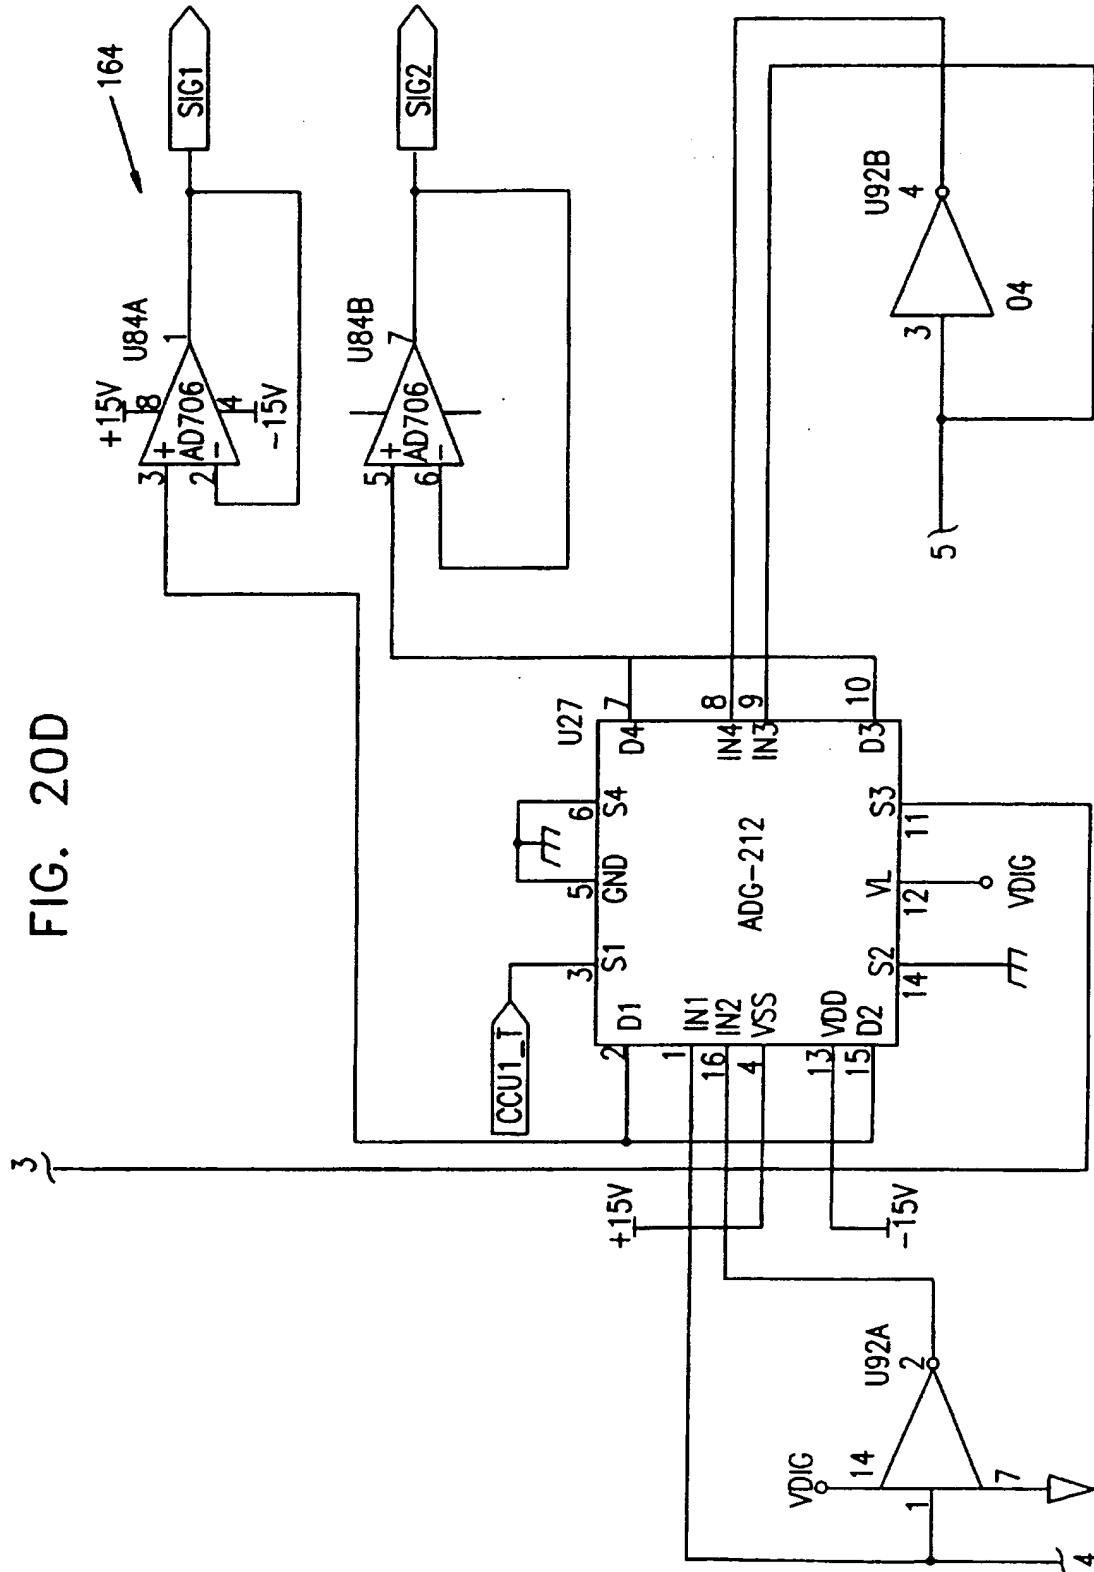 FIG. 20D
164
SIG1
SIG2
+15V
8
U84A
1
3
+
AD706
2
-
4
-15V
U84B
7
5
+
AD706
6
-
3
CCU1_T
U27
2
D1
3
S1
5
GND
6
S4
7
D4
1
IN1
16
IN2
4
VSS
13
VDD
15
D2
ADG-212
8
IN4
9
IN3
10
D3
14
S2
12
VL
11
S3
VDIG
+15V
-15V
U92A
VDIG
14
2
1
7
4
U92B
4
3
04
5